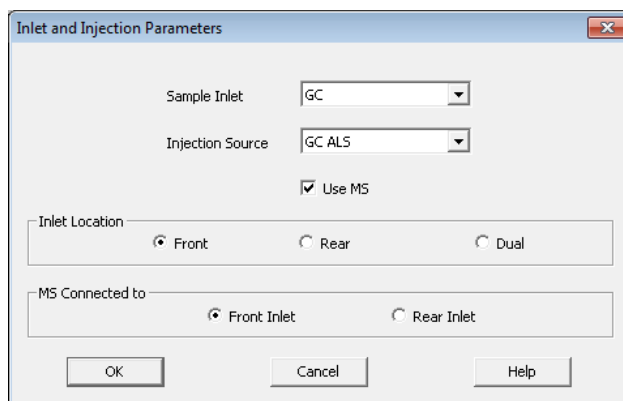 Inlet and Injection Parameters
Sample Inlet GC
Injection Source GC ALS
Use MS
Inlet Location
Front Rear Dual
MS Connected to
Front Inlet Rear Inlet
OK Cancel Help